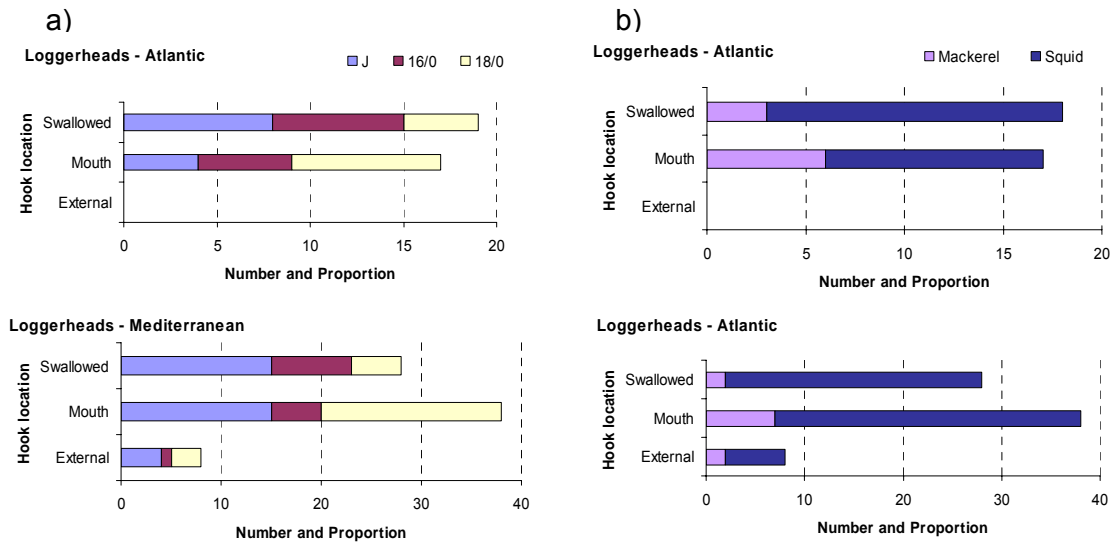 a)
Loggerheads - Atlantic
J 16/0 18/0
Hook location
Swallowed
Mouth
External
0 5 10 15 20
Number and Proportion
Loggerheads - Mediterranean
Hook location
Swallowed
Mouth
External
0 10 20 30 40
Number and Proportion
b)
Loggerheads - Atlantic
Mackerel Squid
Hook location
Swallowed
Mouth
External
0 5 10 15 20
Number and Proportion
Loggerheads - Atlantic
Hook location
Swallowed
Mouth
External
0 10 20 30 40
Number and Proportion